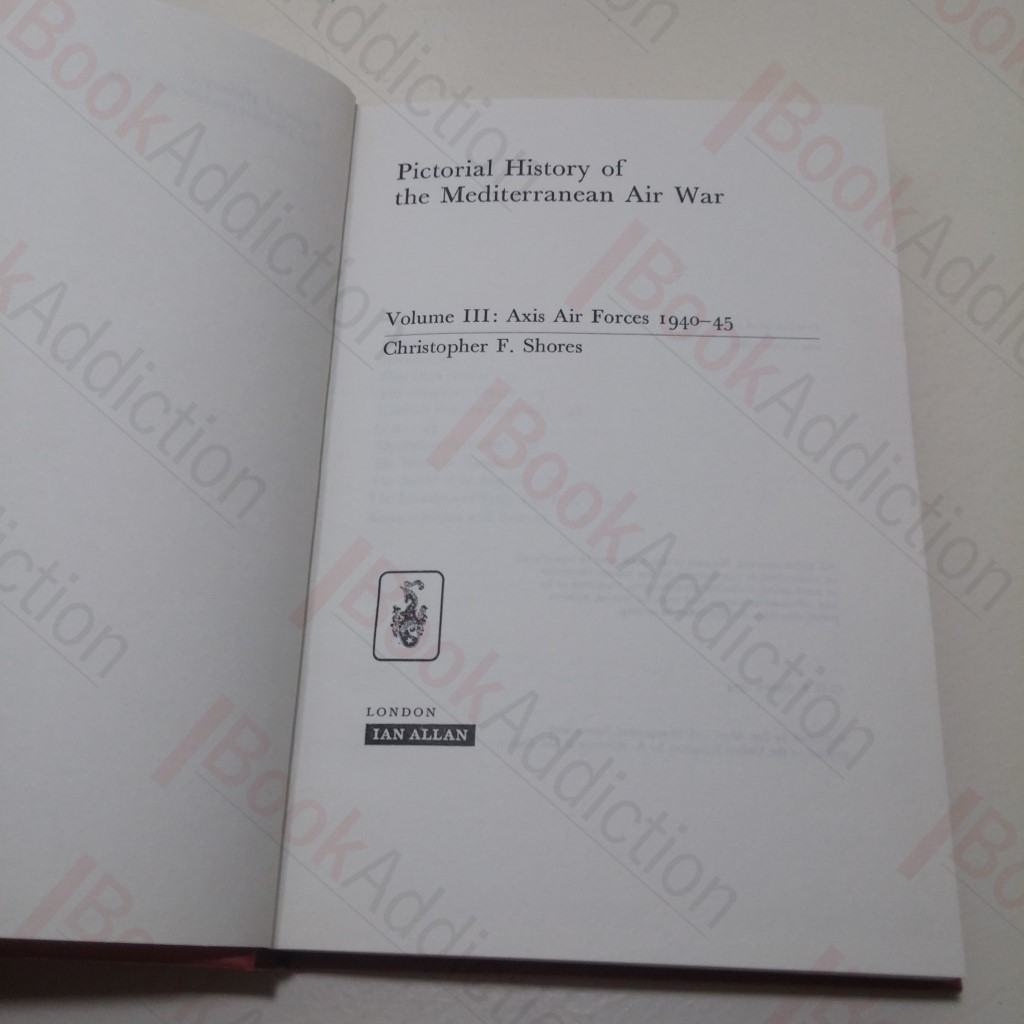 Pictorial History of
the Mediterranean Air War
Volume III: Axis Air Forces 1940–45
Christopher F. Shores
LONDON
IAN ALLAN
BookAddiction